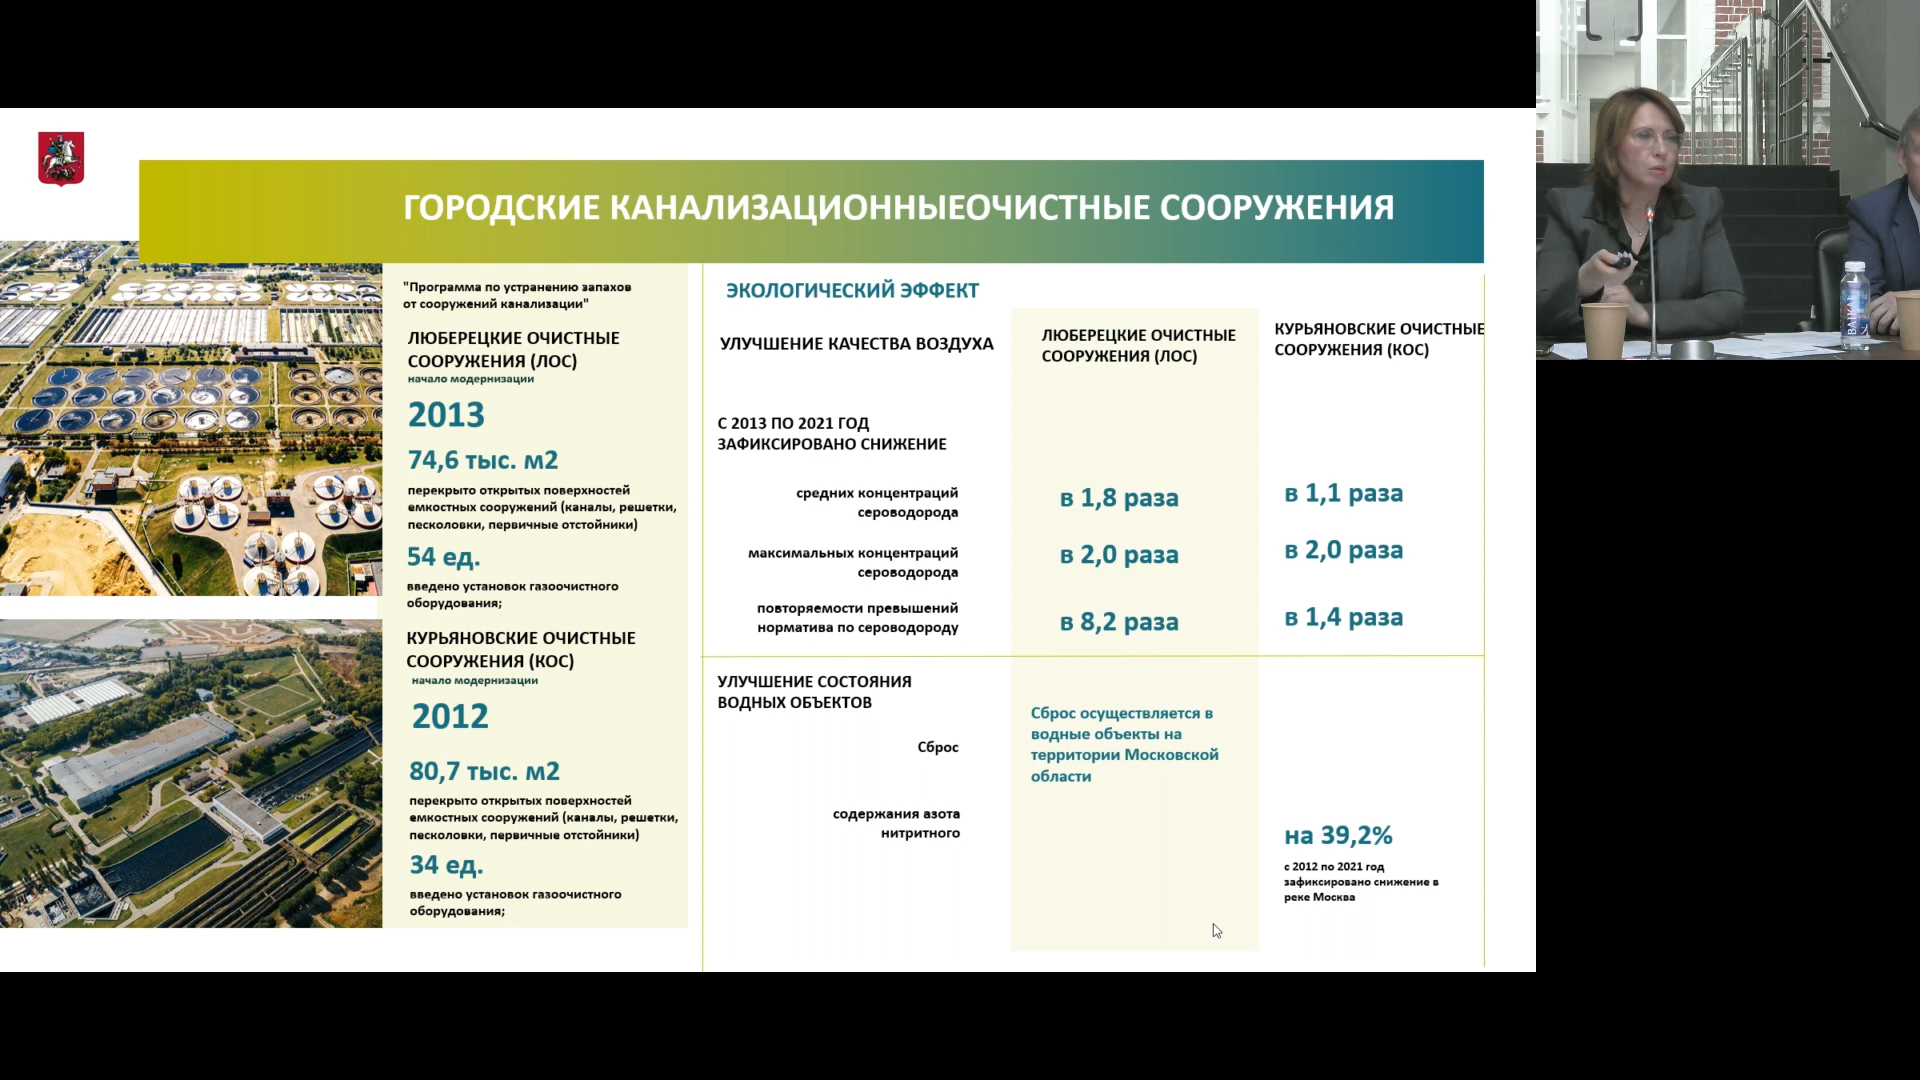 ГОРОДСКИЕ КАНАЛИЗАЦИОННЫЕОЧИСТНЫЕ СООРУЖЕНИЯ
"Программа по устранению запахов
от сооружений канализации"
ЛЮБЕРЕЦКИЕ ОЧИСТНЫЕ
СООРУЖЕНИЯ (ЛОС)
начало модернизации
2013
74,6 тыс. м2
перекрыто открытых поверхностей
емкостных сооружений (каналы, решетки,
песколовки, первичные отстойники)
54 ед.
введено установок газоочистного
оборудования;
КУРЬЯНОВСКИЕ ОЧИСТНЫЕ
СООРУЖЕНИЯ (КОС)
начало модернизации
2012
80,7 тыс. м2
перекрыто открытых поверхностей
емкостных сооружений (каналы, решетки,
песколовки, первичные отстойники)
34 ед.
введено установок газоочистного
оборудования;
ЭКОЛОГИЧЕСКИЙ ЭФФЕКТ
УЛУЧШЕНИЕ КАЧЕСТВА ВОЗДУХА
ЛЮБЕРЕЦКИЕ ОЧИСТНЫЕ
СООРУЖЕНИЯ (ЛОС)
КУРЬЯНОВСКИЕ ОЧИСТНЫЕ
СООРУЖЕНИЯ (КОС)
С 2013 ПО 2021 ГОД
ЗАФИКСИРОВАНО СНИЖЕНИЕ
средних концентраций
сероводорода
в 1,8 раза
в 1,1 раза
максимальных концентраций
сероводорода
в 2,0 раза
в 2,0 раза
повторяемости превышений
норматива по сероводороду
в 8,2 раза
в 1,4 раза
УЛУЧШЕНИЕ СОСТОЯНИЯ
ВОДНЫХ ОБЪЕКТОВ
Сброс
Сброс осуществляется в
водные объекты на
территории Московской
области
содержания азота
нитритного
на 39,2%
с 2012 по 2021 год
зафиксировано снижение в
реке Москва